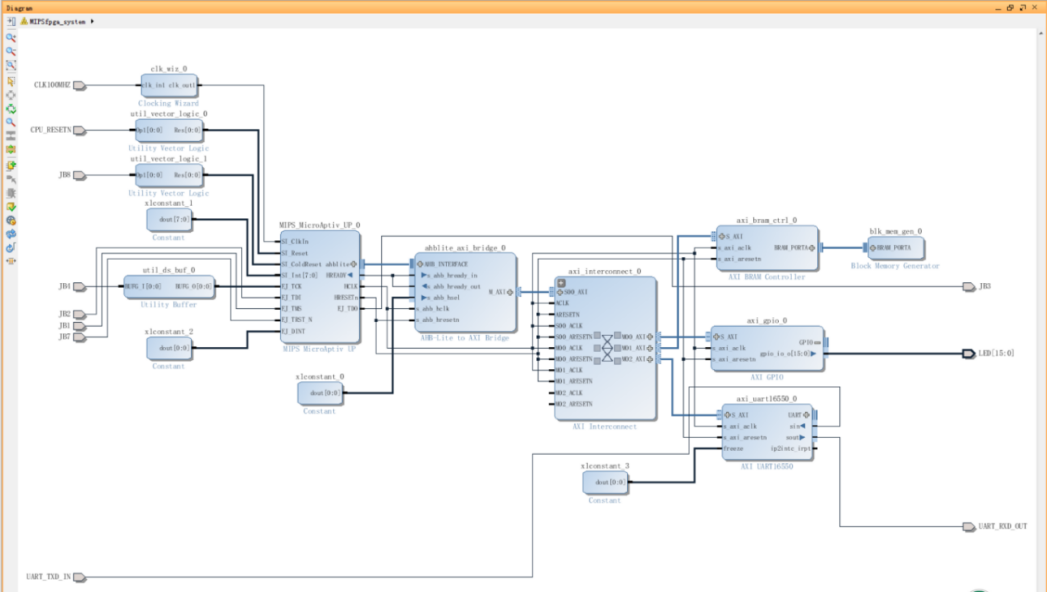 Diagram
MIPSfpga_system
clk_wiz_0
CLK100MHZ
clk_in1 clk_out1
Clocking Wizard
util_vector_logic_0
CPU_RESETN
Op1[0:0] Res[0:0]
Utility Vector Logic
util_vector_logic_1
JB8
Op1[0:0] Res[0:0]
Utility Vector Logic
xlconstant_1
dout[7:0]
Constant
util_ds_buf_0
JB4
BUFG_I[0:0] BUFG_O[0:0]
Utility Buffer
JB2
JB1
JB7
xlconstant_2
dout[0:0]
Constant
MIPS_MicroAptiv_UP_0
SI_ClkIn
SI_Reset
SI_ColdReset ahblite
SI_Int[7:0] HREADY
EJ_TCK HCLK
EJ_TDI HRESETn
EJ_TMS EJ_TDO
EJ_TRST_N
EJ_DINT
MIPS MicroAptiv UP
xlconstant_0
dout[0:0]
Constant
ahblite_axi_bridge_0
AHB_INTERFACE
s_ahb_hready_in
s_ahb_hready_out
M_AXI
s_ahb_hsel
s_ahb_hclk
s_ahb_hresetn
AHB-Lite to AXI Bridge
axi_interconnect_0
S00_AXI
ACLK
ARESETN
S00_ACLK
S00_ARESETN M00_AXI
M00_ACLK M01_AXI
M00_ARESETN M02_AXI
M01_ACLK
M01_ARESETN
M02_ACLK
M02_ARESETN
AXI Interconnect
axi_bram_ctrl_0
S_AXI
s_axi_aclk BRAM_PORTA
s_axi_aresetn
AXI BRAM Controller
blk_mem_gen_0
BRAM_PORTA
Block Memory Generator
JB3
axi_gpio_0
S_AXI
GPIO
s_axi_aclk
gpio_io_o[15:0]
s_axi_aresetn
AXI GPIO
LED[15:0]
axi_uart16550_0
S_AXI UART
s_axi_aclk sin
s_axi_aresetn sout
freeze ip2intc_irpt
AXI UART16550
xlconstant_3
dout[0:0]
Constant
UART_RXD_OUT
UART_TXD_IN